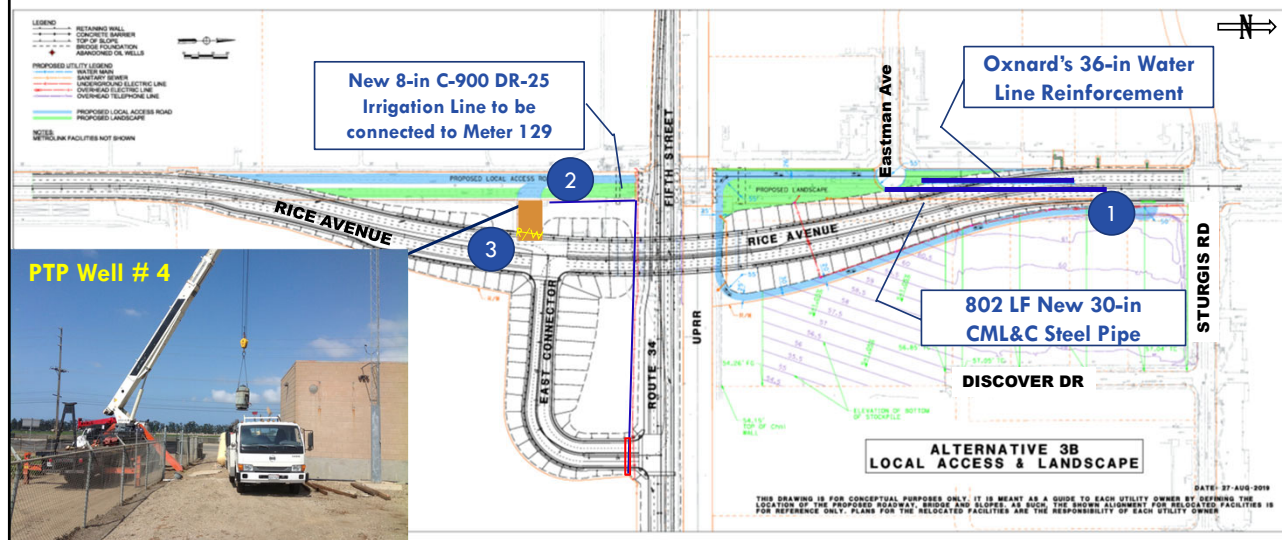 LEGEND
RETAINING WALL
CONCRETE BARRIER
TOP OF SLOPE
BRIDGE FOUNDATION
ABANDONED OIL WELLS
PROPOSED UTILITY LEGEND
WATER MAIN
SANITARY SEWER
UNDERGROUND ELECTRIC LINE
OVERHEAD ELECTRIC LINE
OVERHEAD TELEPHONE LINE
PROPOSED LOCAL ACCESS ROAD
PROPOSED LANDSCAPE
NOTES:
METROLINK FACILITIES NOT SHOWN
N
New 8-in C-900 DR-25
Irrigation Line to be
connected to Meter 129
Oxnard's 36-in Water
Line Reinforcement
Eastman Ave
FIFTH STREET
PROPOSED LOCAL ACCESS RO
2
PROPOSED LANDSCAPE
1
RICE AVENUE
R/W
3
RICE AVENUE
STURGIS RD
PTP Well # 4
EAST CONNECTOR
ROUTE 34
UPRR
R/W
R/W
802 LF New 30-in
CML&C Steel Pipe
DISCOVER DR
ELEVATION OF BOTTOM
OF STOCKPILE
TOP OF
WALL
ALTERNATIVE 3B
LOCAL ACCESS & LANDSCAPE
DATE: 27-AUG-2019
THIS DRAWING IS FOR CONCEPTUAL PURPOSES ONLY. IT IS MEANT AS A GUIDE TO EACH UTILITY OWNER BY DEFINING THE
LOCATION OF THE PROPOSED ROADWAY, BRIDGE AND SLOPES. AS SUCH, THE SHOWN ALIGNMENT FOR RELOCATED FACILITIES IS
FOR REFERENCE ONLY. PLANS FOR THE RELOCATED FACILITIES ARE THE RESPONSIBILITY OF EACH UTILITY OWNER